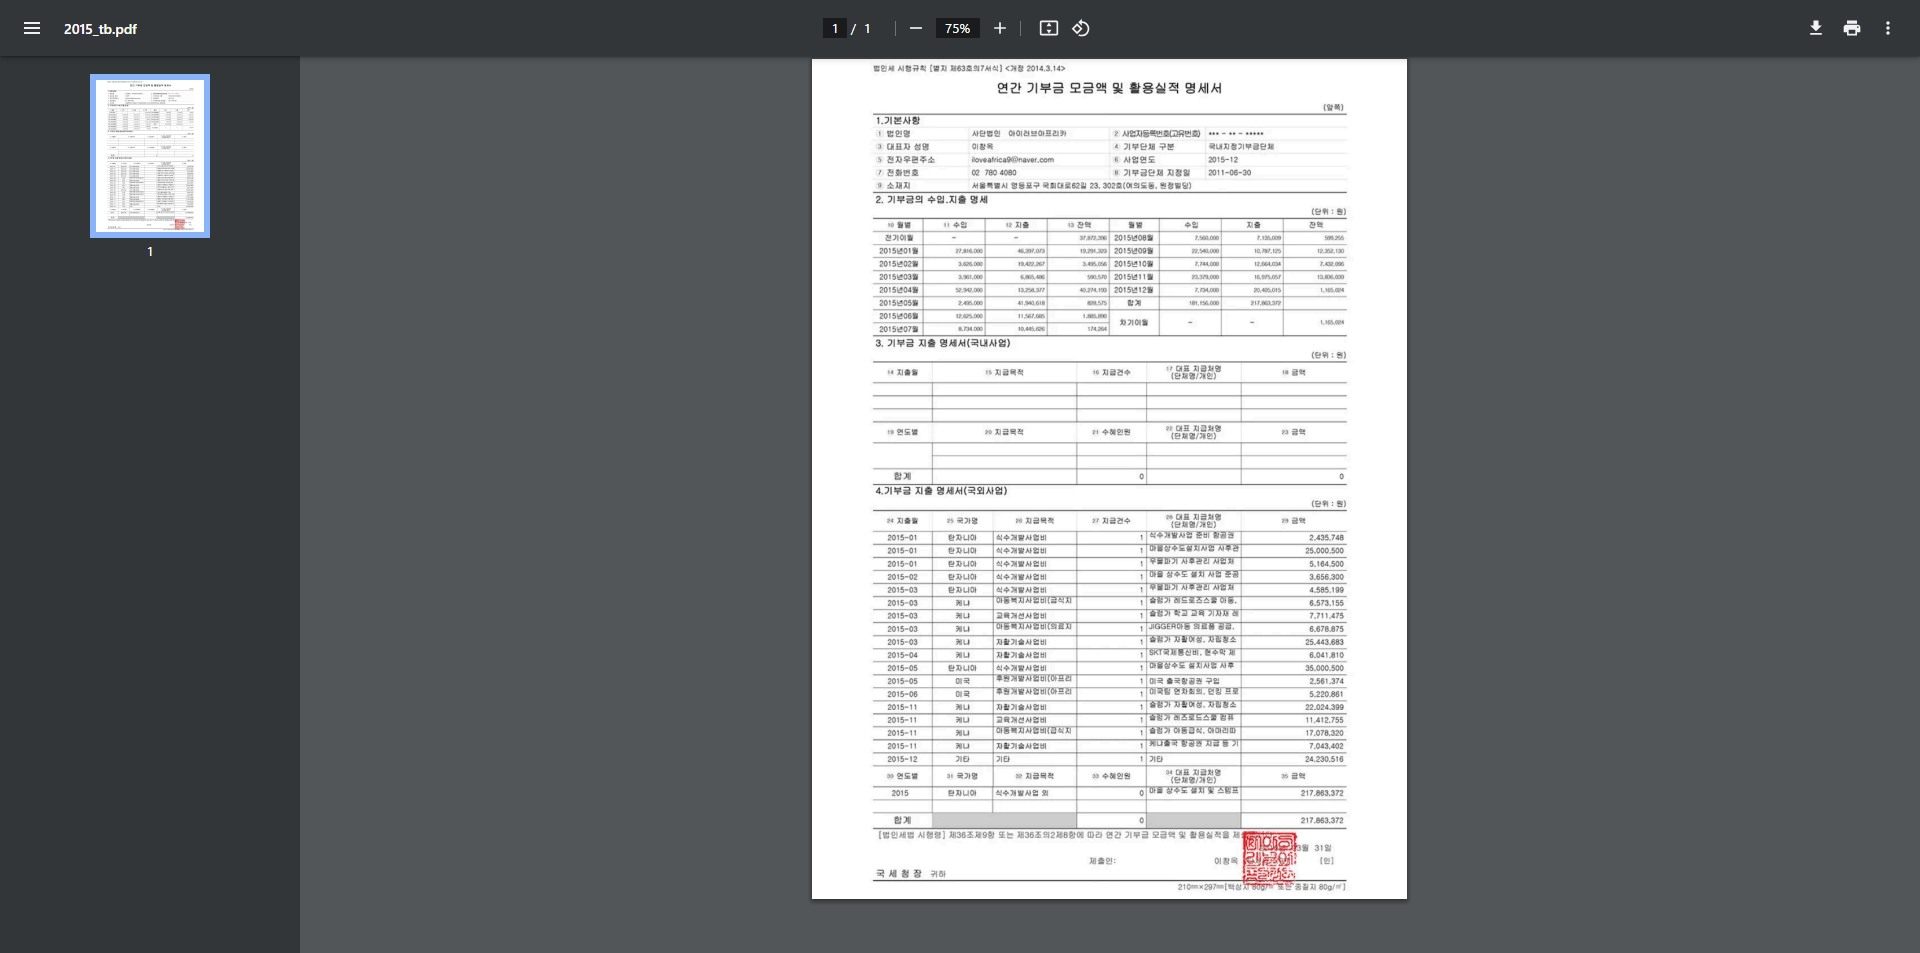 2015_tb.pdf
1 / 1
75%
1
법인세 시행규칙 [별지 제63호의7서식] <개정 2014.3.14>
연간 기부금 모금액 및 활용실적 명세서
(앞쪽)
1.기본사항
① 법인명 사단법인 아이러브아프리카 ② 사업자등록번호(고유번호) *** - ** - *****
③ 대표자 성명 이창옥 ④ 기부단체 구분 국내지정기부금단체
⑤ 전자우편주소 iloveafrica9@naver.com ⑥ 사업연도 2015-12
⑦ 전화번호 02 780 4080 ⑧ 기부금단체 지정일 2011-06-30
⑨ 소재지 서울특별시 영등포구 국회대로62길 23, 302호(여의도동, 원정빌딩)
2. 기부금의 수입.지출 명세
(단위 : 원)
10 월별 11 수입 12 지출 13 잔액 월별 수입 지출 잔액
전기이월 - - 37,872,396 2015년08월 7,560,000 7,135,009 599,255
2015년01월 27,816,000 46,397,073 19,291,323 2015년09월 22,540,000 10,787,125 12,352,130
2015년02월 3,626,000 19,422,267 3,495,056 2015년10월 7,744,000 12,664,034 7,432,096
2015년03월 3,961,000 6,865,486 590,570 2015년11월 23,379,000 16,975,057 13,836,039
2015년04월 52,942,000 13,258,377 40,274,193 2015년12월 7,734,000 20,405,015 1,165,024
2015년05월 2,495,000 41,940,618 828,575 합계 181,156,000 217,863,372
2015년06월 12,625,000 11,567,685 1,885,890 차기이월 - - 1,165,024
2015년07월 8,734,000 10,445,626 174,264
3. 기부금 지출 명세서(국내사업)
(단위 : 원)
14 지출월 15 지급목적 16 지급건수 17 대표 지급처명 (단체명/개인) 18 금액
19 연도별 20 지급목적 21 수혜인원 22 대표 지급처명 (단체명/개인) 23 금액
합계 0 0
4.기부금 지출 명세서(국외사업)
(단위 : 원)
24 지출월 25 국가명 26 지급목적 27 지급건수 28 대표 지급처명 (단체명/개인) 29 금액
2015-01 탄자니아 식수개발사업비 1 식수개발사업 준비 항공권 2,435,748
2015-01 탄자니아 식수개발사업비 1 마을상수도설치사업 사후관 25,000,500
2015-01 탄자니아 식수개발사업비 1 우물파기 사후관리 사업처 5,164,500
2015-02 탄자니아 식수개발사업비 1 마을 상수도 설치 사업 준공 3,656,300
2015-03 탄자니아 식수개발사업비 1 우물파기 사후관리 사업처 4,585,199
2015-03 케냐 아동복지사업비(급식지 1 슬럼가 레드로즈스쿨 아동, 6,573,155
2015-03 케냐 교육개선사업비 1 슬럼가 학교 교육 기자재 레 7,711,475
2015-03 케냐 아동복지사업비(의료지 1 JIGGER아동 의료품 공급, 6,678,875
2015-03 케냐 자활기술사업비 1 슬럼가 자활여성, 자립청소 25,443,683
2015-04 케냐 자활기술사업비 1 SKT국제통신비, 현수막 제 6,041,810
2015-05 탄자니아 식수개발사업비 1 마을상수도 설치사업 사후 35,000,500
2015-05 미국 후원개발사업비(아프리 1 미국 출국항공권 구입 2,561,374
2015-06 미국 후원개발사업비(아프리 1 미국팀 연차회의, 던킹 프로 5,220,861
2015-11 케냐 자활기술사업비 1 슬럼가 자활여성, 자립청소 22,024,399
2015-11 케냐 교육개선사업비 1 슬럼가 레즈로드스쿨 컴퓨 11,412,755
2015-11 케냐 아동복지사업비(급식지 1 슬럼가 아동급식, 아마리따 17,078,320
2015-11 케냐 자활기술사업비 1 케냐출국 항공권 지급 등 기 7,043,402
2015-12 기타 기타 1 기타 24,230,516
30 연도별 31 국가명 32 지급목적 33 수혜인원 34 대표 지급처명 (단체명/개인) 35 금액
2015 탄자니아 식수개발사업 외 0 마을 상수도 설치 및 스텀프 217,863,372
합계 0 217,863,372
[법인세법 시행령] 제36조제9항 또는 제36조의2제8항에 따라 연간 기부금 모금액 및 활용실적을 제
3월 31일
제출인: 이창옥 [인]
국 세 청 장 귀하
210mm×297mm[백상지 80g/㎡ 또는 중질지 80g/㎡]